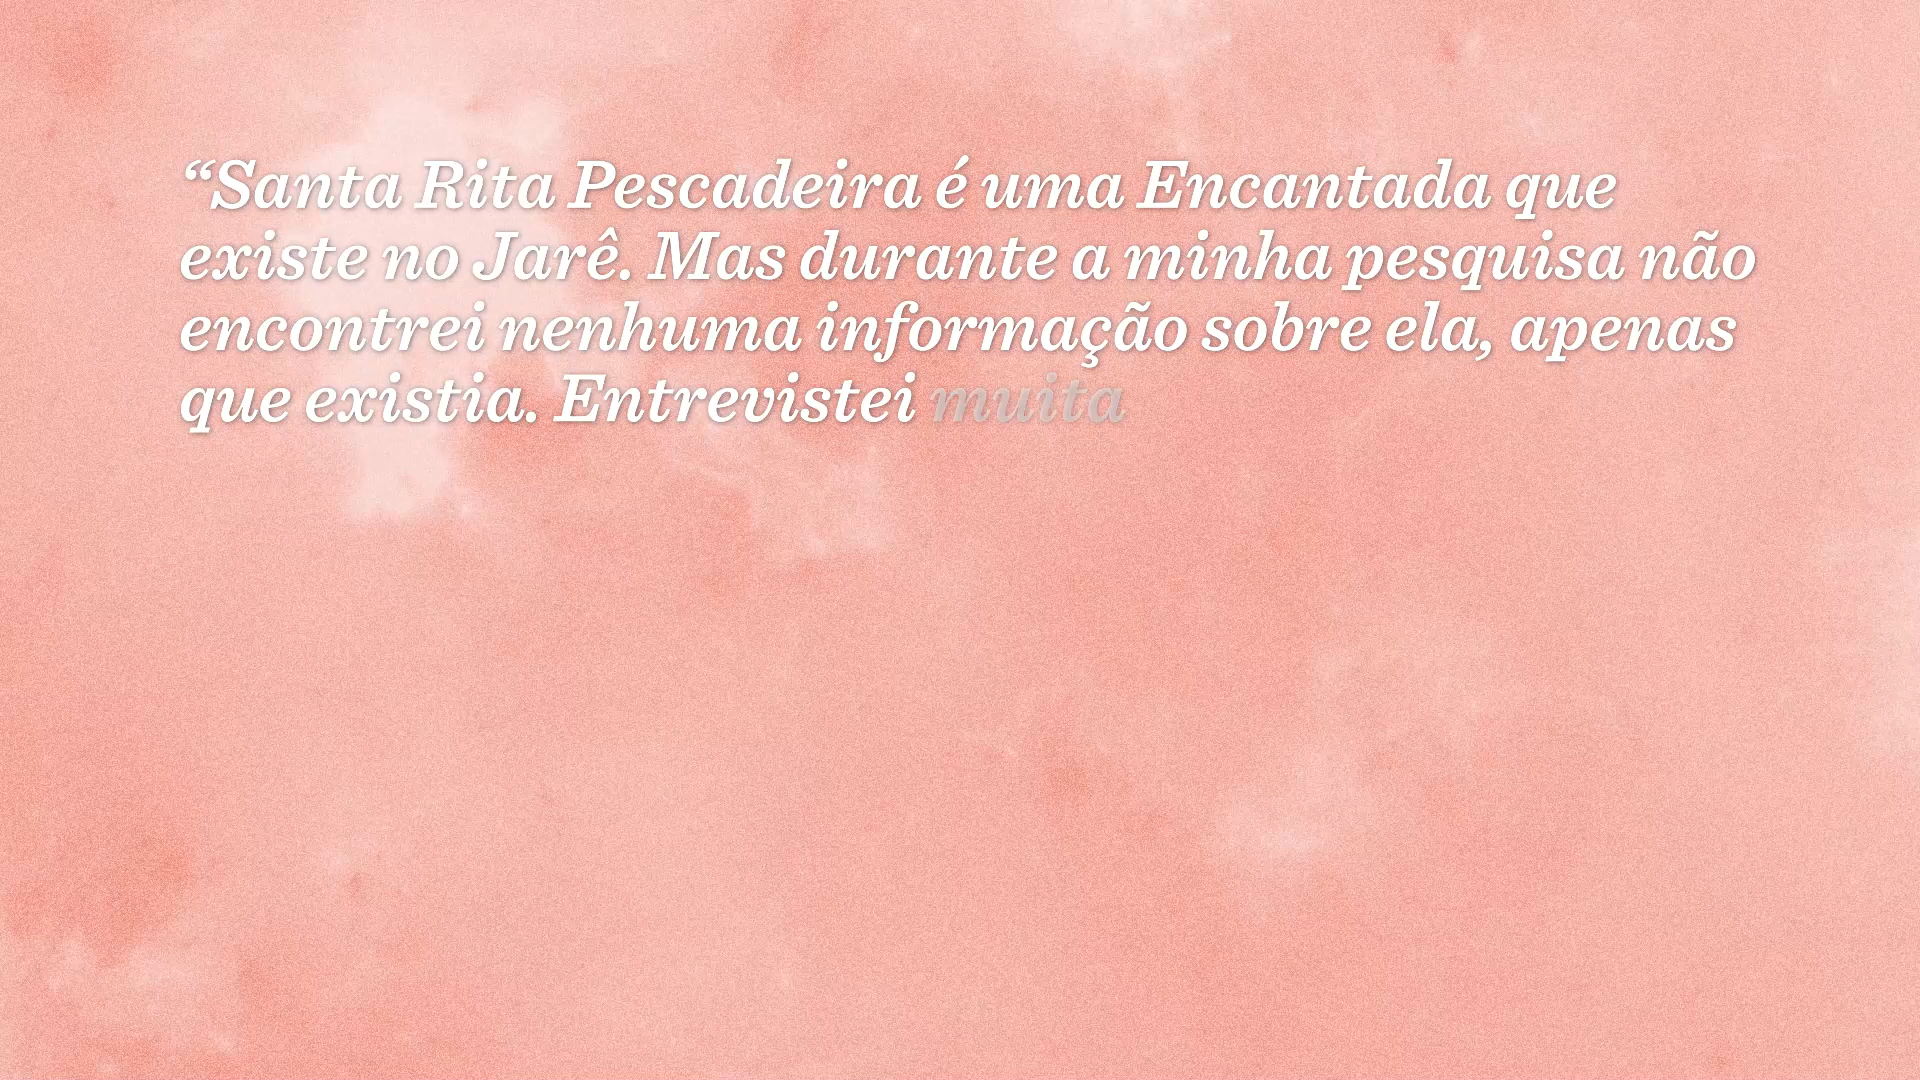 “Santa Rita Pescadeira é uma Encantada que
existe no Jarê. Mas durante a minha pesquisa não
encontrei nenhuma informação sobre ela, apenas
que existia. Entrevistei muita